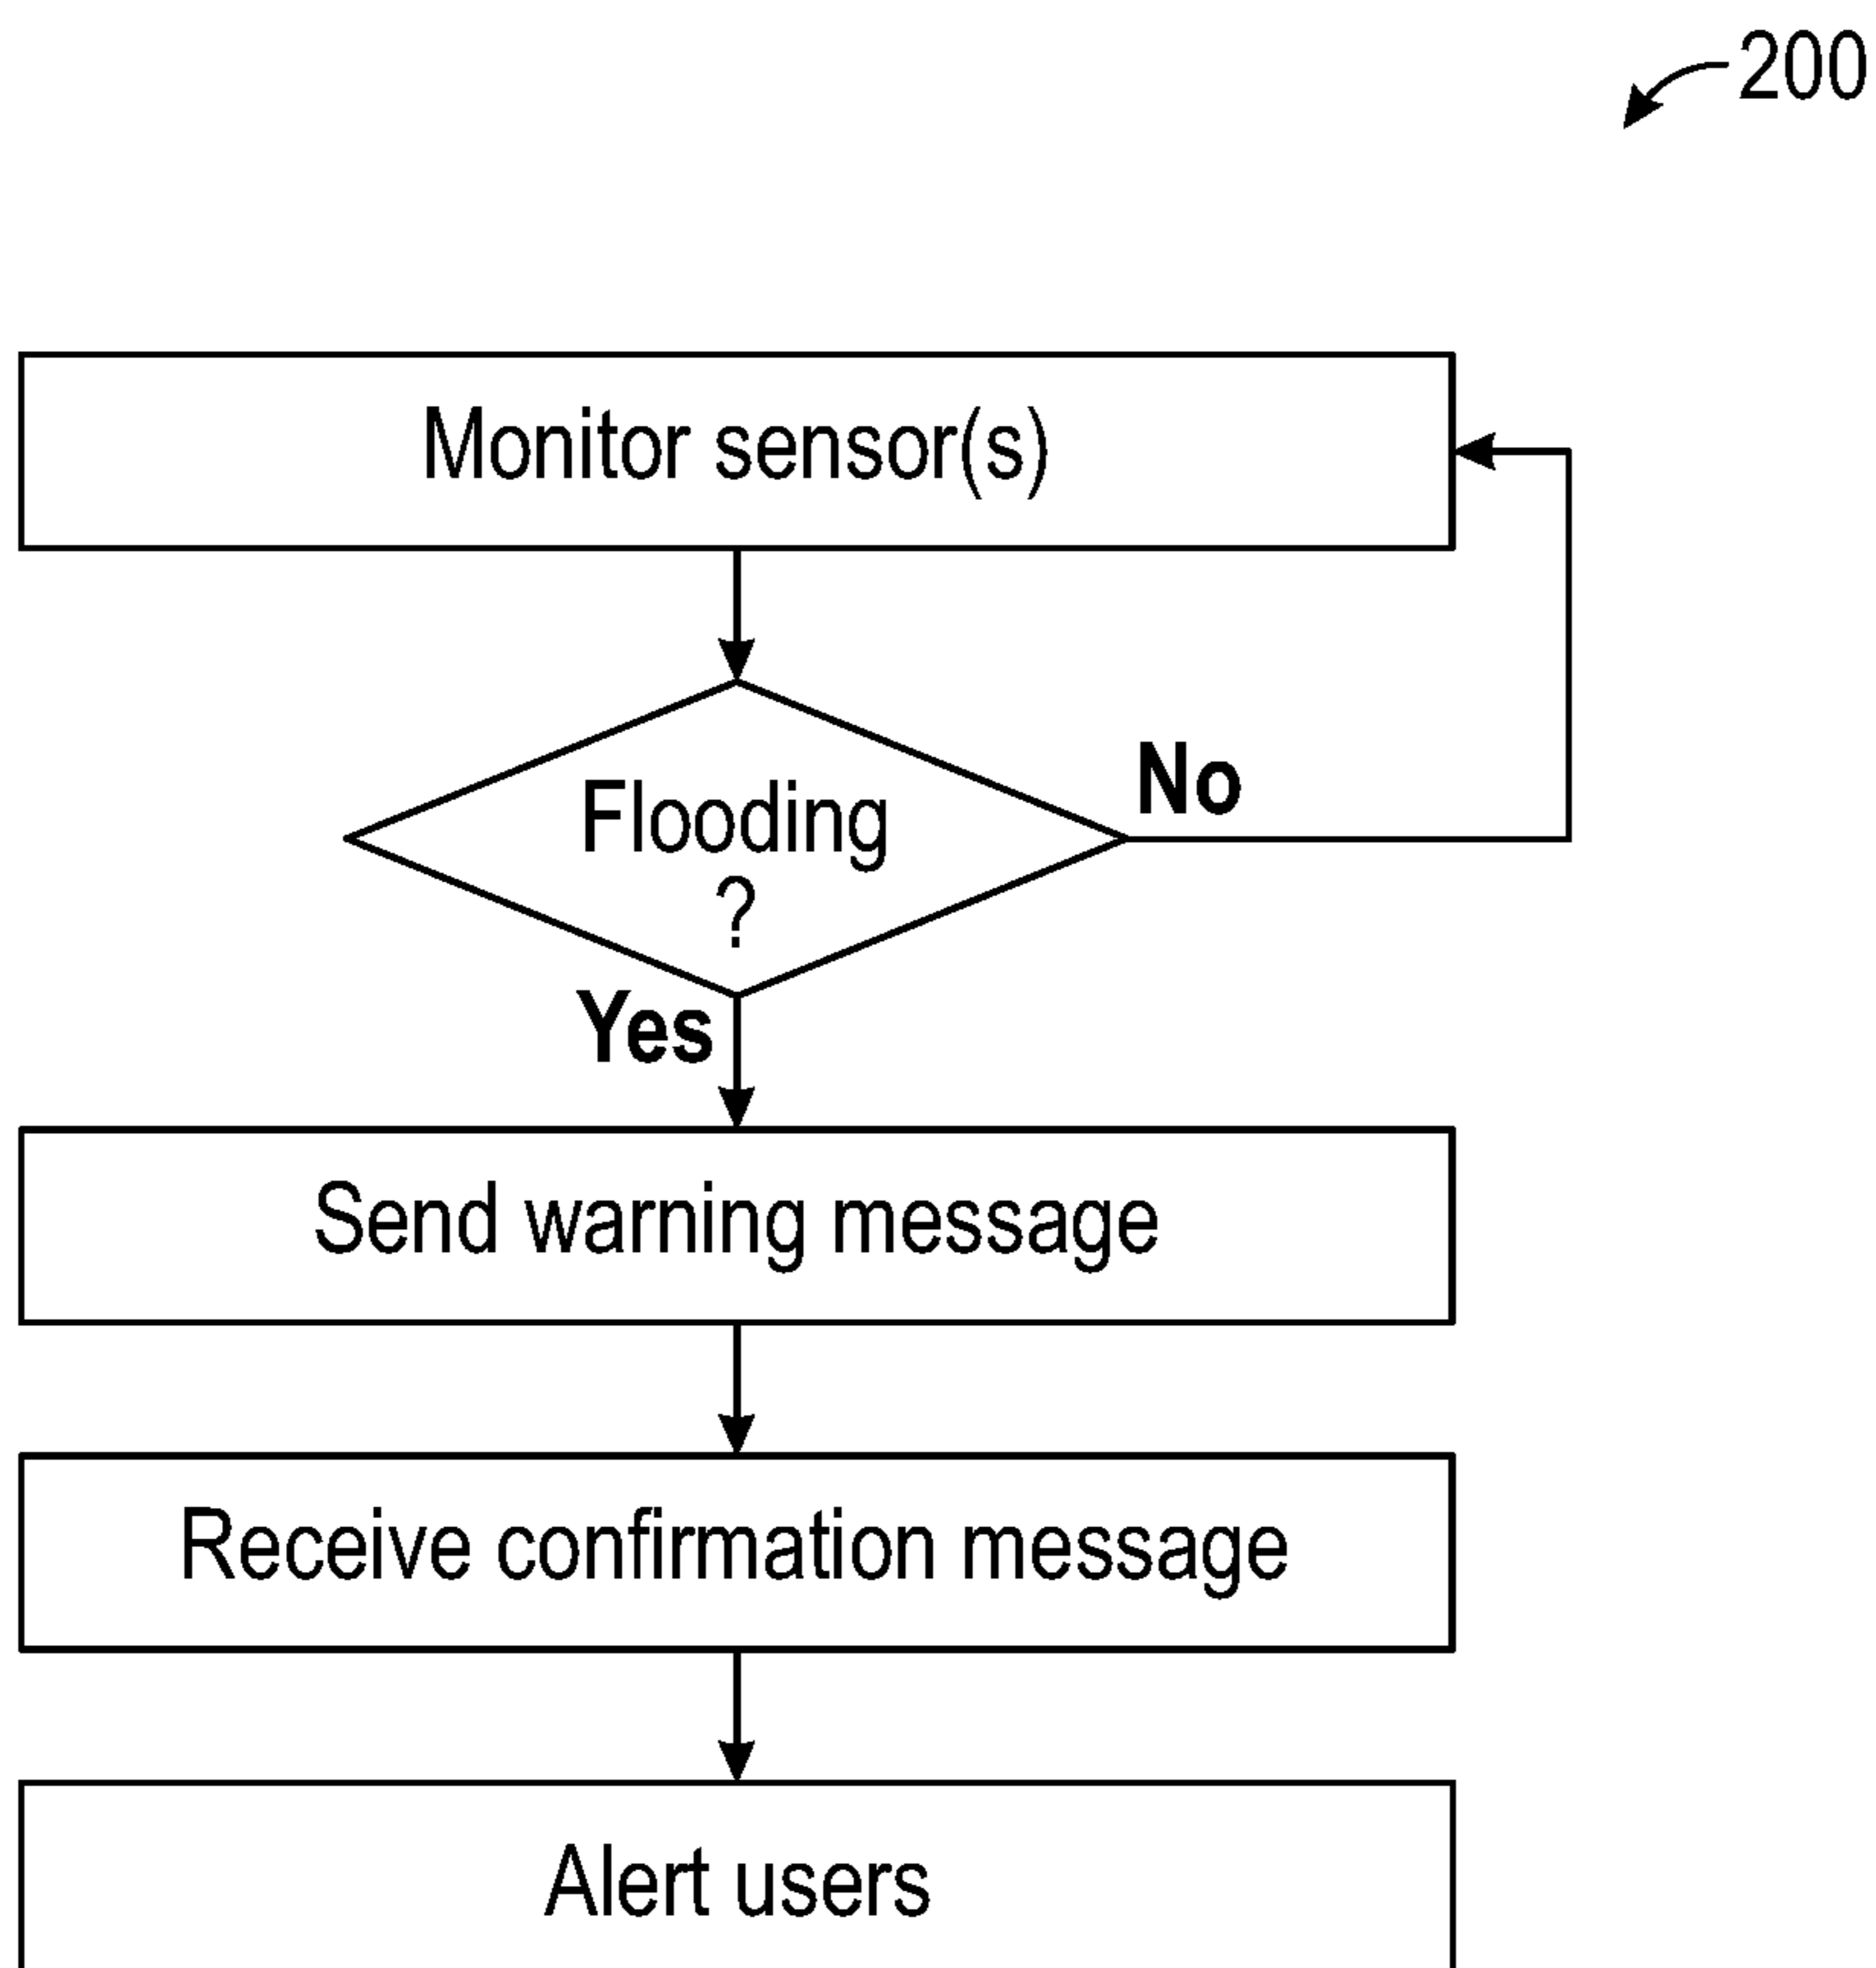 200
Monitor sensor(s)
Flooding
?
No
Yes
Send warning message
Receive confirmation message
Alert users